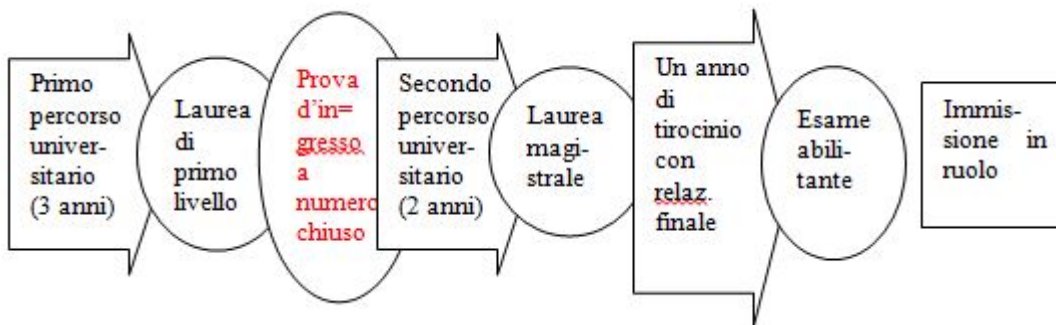 Primo
percorso
univer-
sitario
(3 anni)
Laurea
di
primo
livello
Prova
d’in=
gresso
a
numero
chiuso
Secondo
percorso
univer-
sitario
(2 anni)
Laurea
magi-
strale
Un anno
di
tirocinio
con
relaz.
finale
Esame
abili-
tante
Immis-
sione in
ruolo